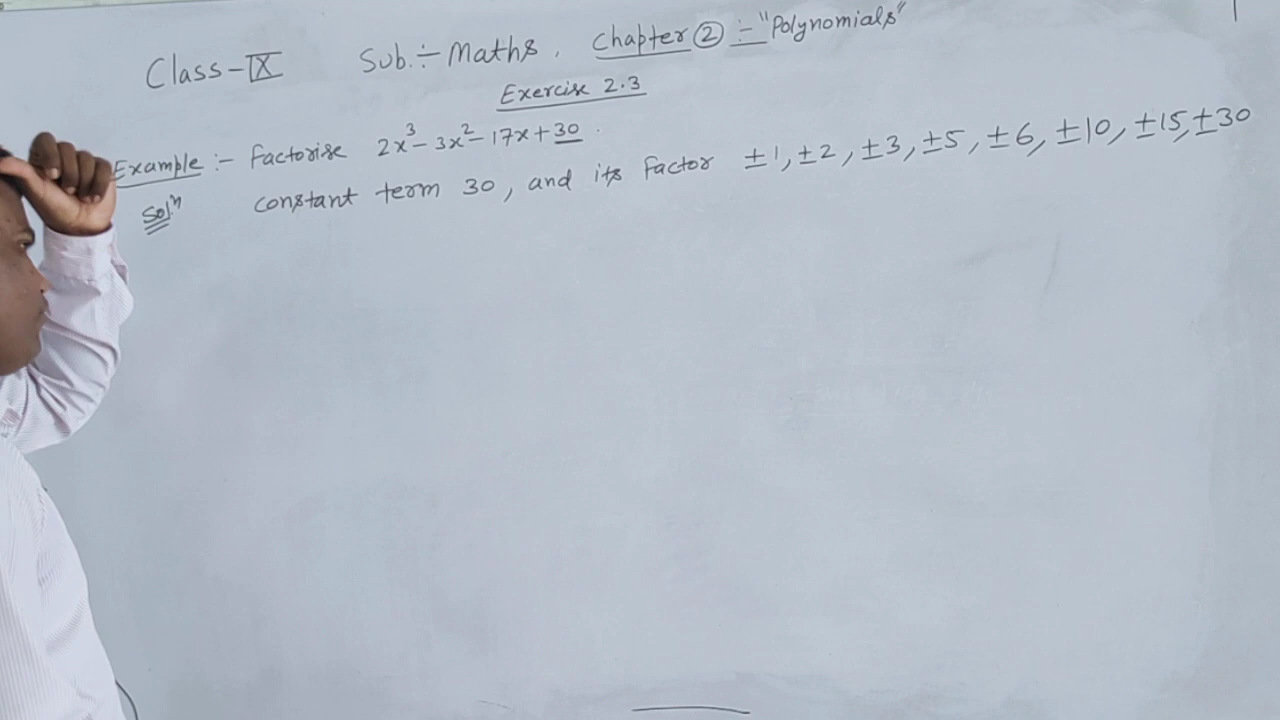 Class-IX Sub.:- Maths, Chapter ② :- "Polynomials"
Exercise 2.3
Example :- Factorise 2x³-3x²-17x+30.
Solⁿ constant term 30, and its factor ±1, ±2, ±3, ±5, ±6, ±10, ±15, ±30